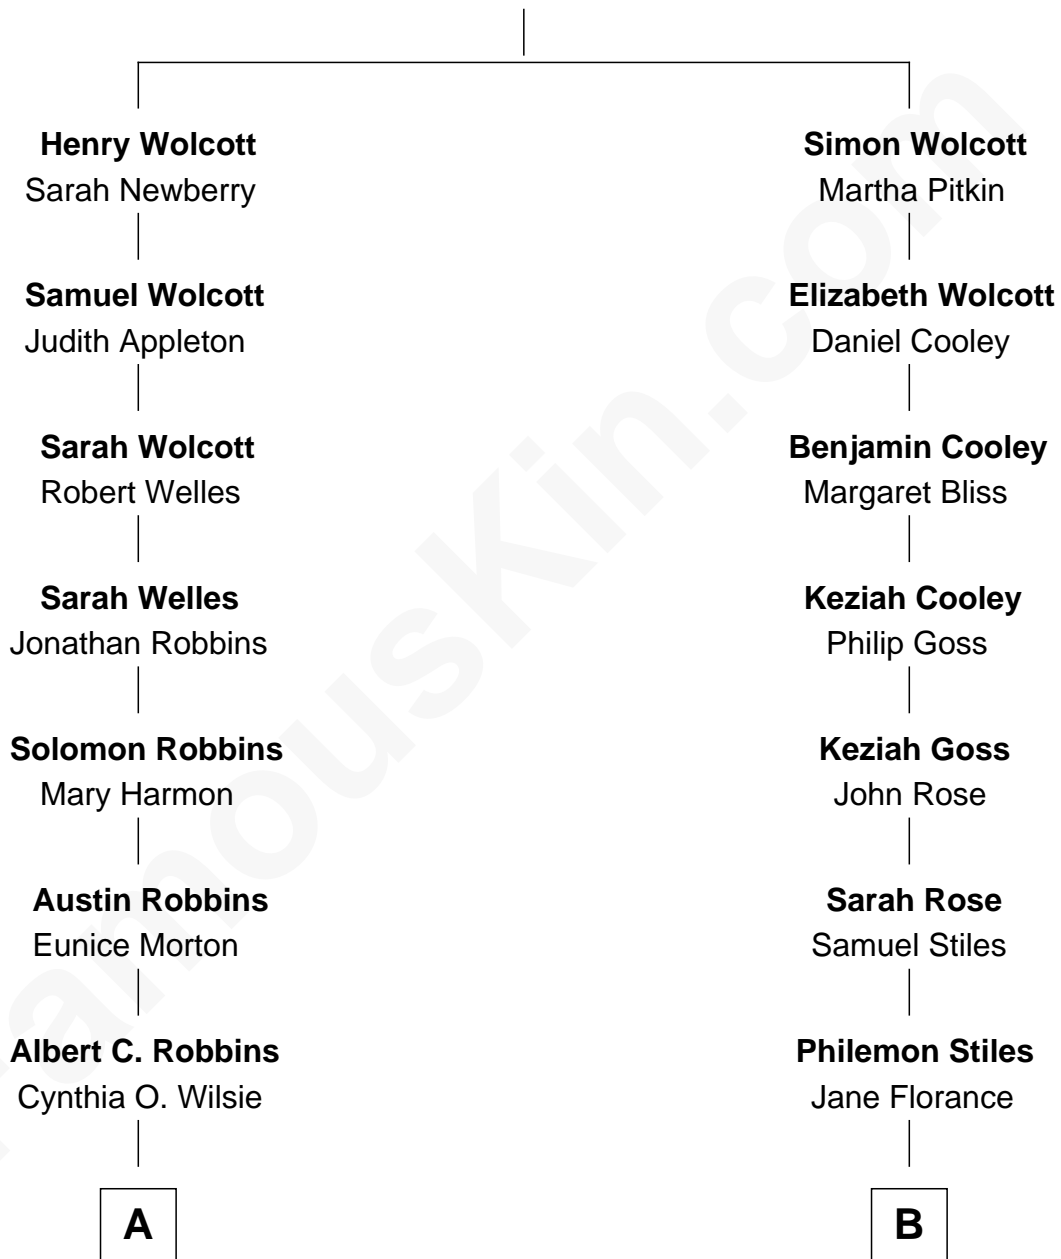 Henry Wolcott
Sarah Newberry
Samuel Wolcott
Judith Appleton
Sarah Wolcott
Robert Welles
Sarah Welles
Jonathan Robbins
Solomon Robbins
Mary Harmon
Austin Robbins
Eunice Morton
Albert C. Robbins
Cynthia O. Wilsie
A
Simon Wolcott
Martha Pitkin
Elizabeth Wolcott
Daniel Cooley
Benjamin Cooley
Margaret Bliss
Keziah Cooley
Philip Goss
Keziah Goss
John Rose
Sarah Rose
Samuel Stiles
Philemon Stiles
Jane Florance
B
FamousKin.com